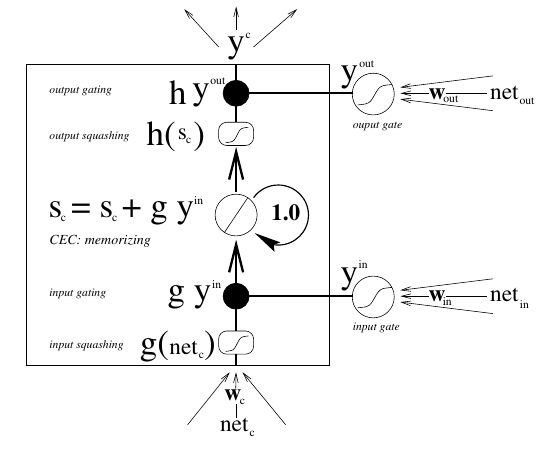 y^c
y^out
output gating
h y^out
w_out
net_out
ouput gate
output squashing
h(s_c)
s_c = s_c + g y^in
1.0
CEC: memorizing
y^in
input gating
g y^in
w_in
net_in
input gate
input squashing
g(net_c)
w_c
net_c